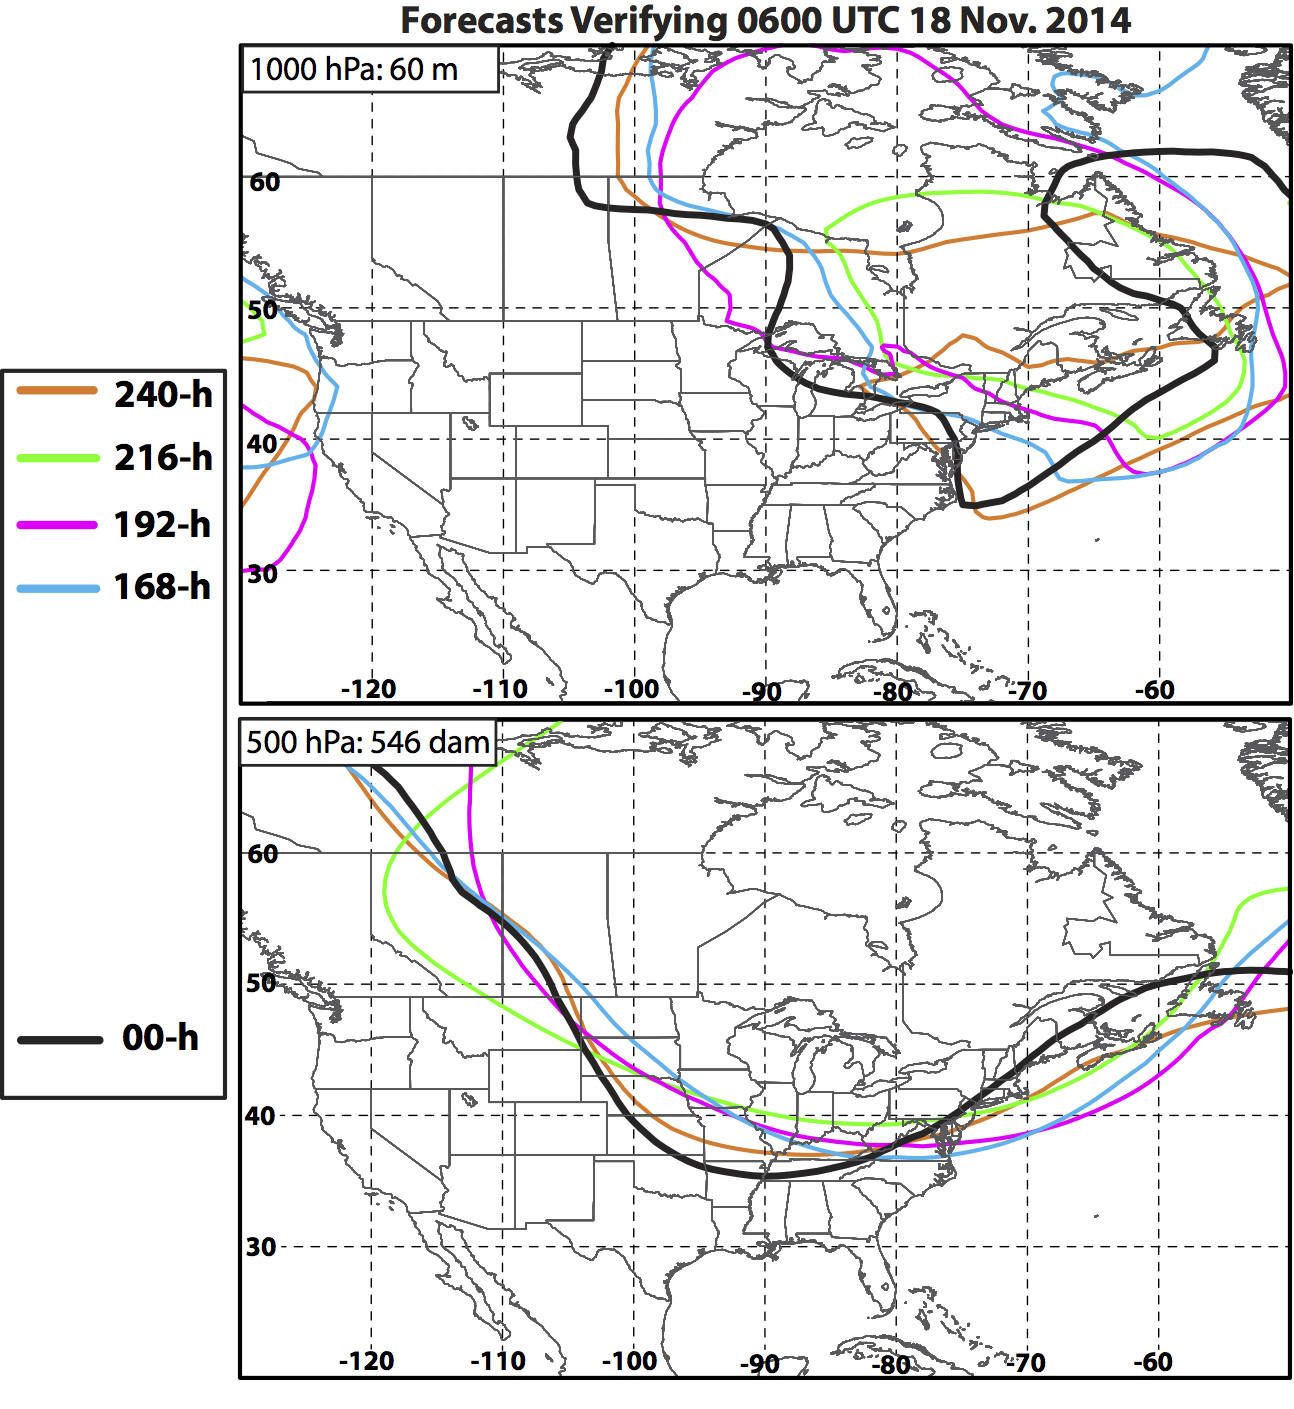 Forecasts Verifying 0600 UTC 18 Nov. 2014
1000 hPa: 60 m
60
50
40
30
-120 -110 -100 -90 -80 -70 -60
240-h
216-h
192-h
168-h
00-h
500 hPa: 546 dam
60
50
40
30
-120 -110 -100 -90 -80 -70 -60